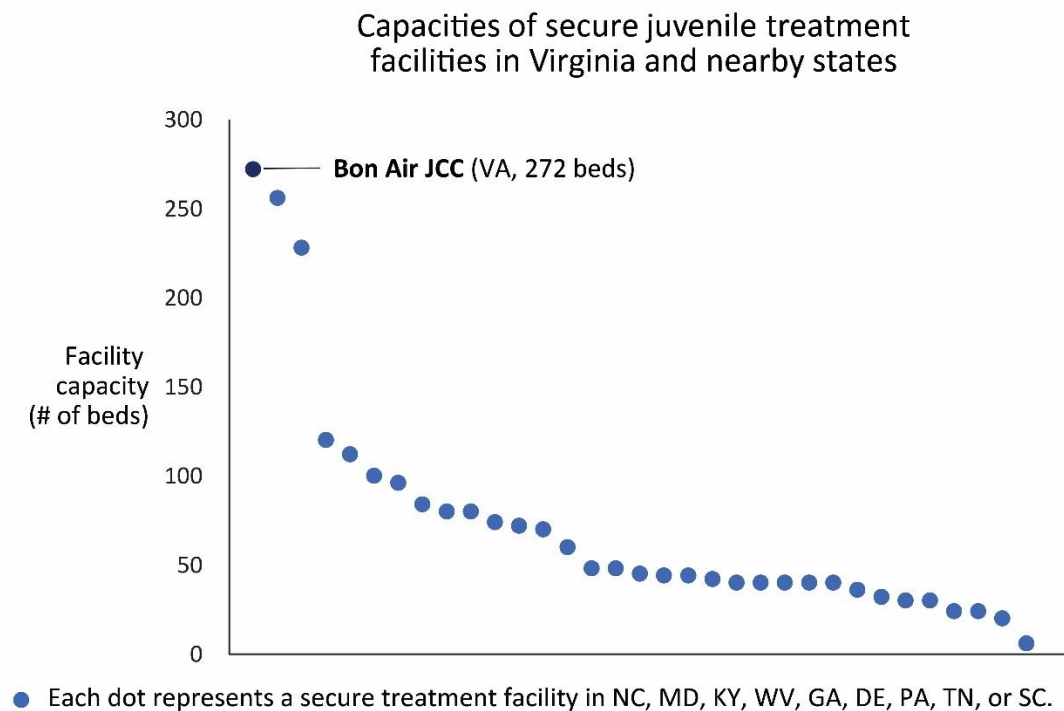 Capacities of secure juvenile treatment
facilities in Virginia and nearby states
300
Bon Air JCC (VA, 272 beds)
250
200
Facility
capacity
(# of beds)
150
100
50
0
Each dot represents a secure treatment facility in NC, MD, KY, WV, GA, DE, PA, TN, or SC.